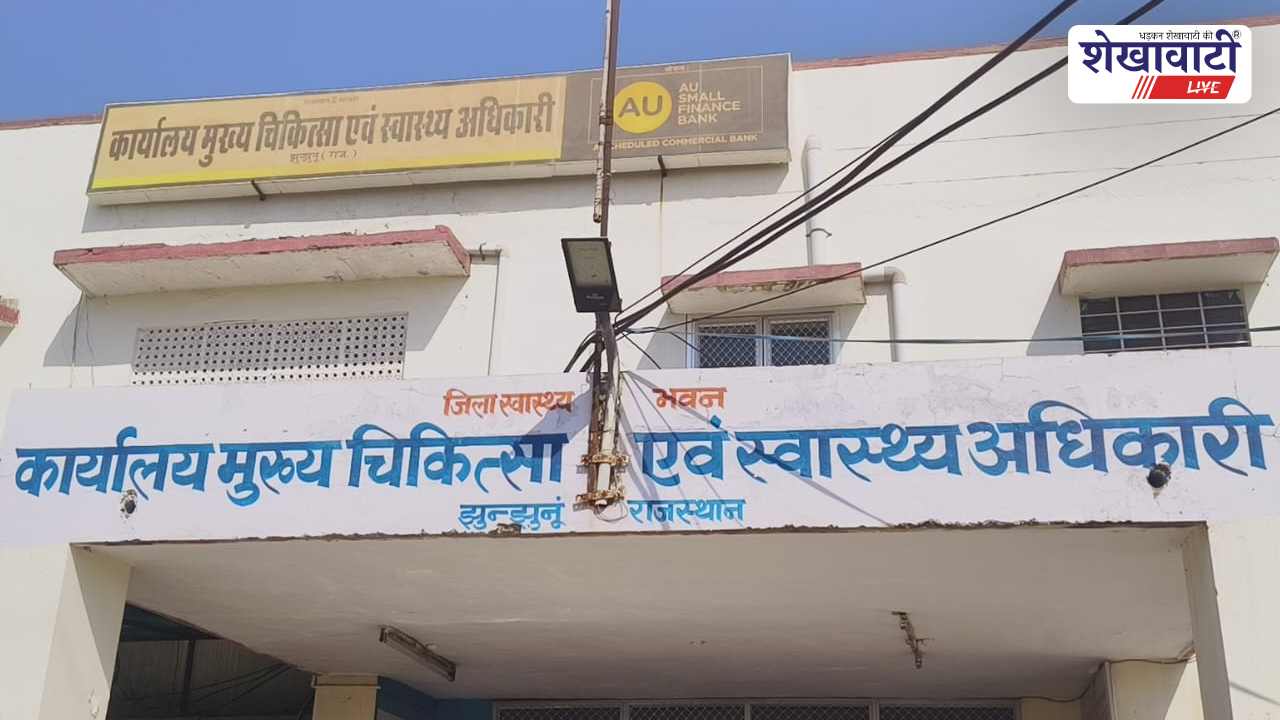 धड़कन शेखावाटी की
शेखावाटी ®
LIVE
कार्यालय मुख्य चिकित्सा एवं स्वास्थ्य अधिकारी
झुन्झुनू ( राज. )
AU
AU
SMALL
FINANCE
BANK
A SCHEDULED COMMERCIAL BANK
जिला स्वास्थ्य भवन
कार्यालय मुख्य चिकित्सा एवं स्वास्थ्य अधिकारी
झुन्झुनूं राजस्थान